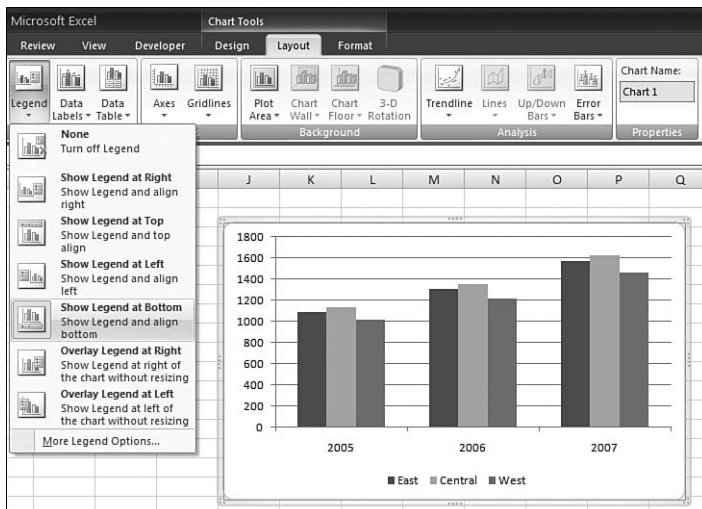 Microsoft Excel
Chart Tools
Review View Developer Design Layout Format
Legend
Data Labels
Data Table
Axes
Gridlines
Plot Area
Chart Wall
Chart Floor
3-D Rotation
Trendline
Lines
Up/Down Bars
Error Bars
Chart Name:
Chart 1
Background
Analysis
Properties
None
Turn off Legend
Show Legend at Right
Show Legend and align
right
Show Legend at Top
Show Legend and top
align
Show Legend at Left
Show Legend and align
left
Show Legend at Bottom
Show Legend and align
bottom
Overlay Legend at Right
Show Legend at right of
the chart without resizing
Overlay Legend at Left
Show Legend at left of
the chart without resizing
More Legend Options...
J K L M N O P Q
1800
1600
1400
1200
1000
800
600
400
200
0
2005 2006 2007
East Central West